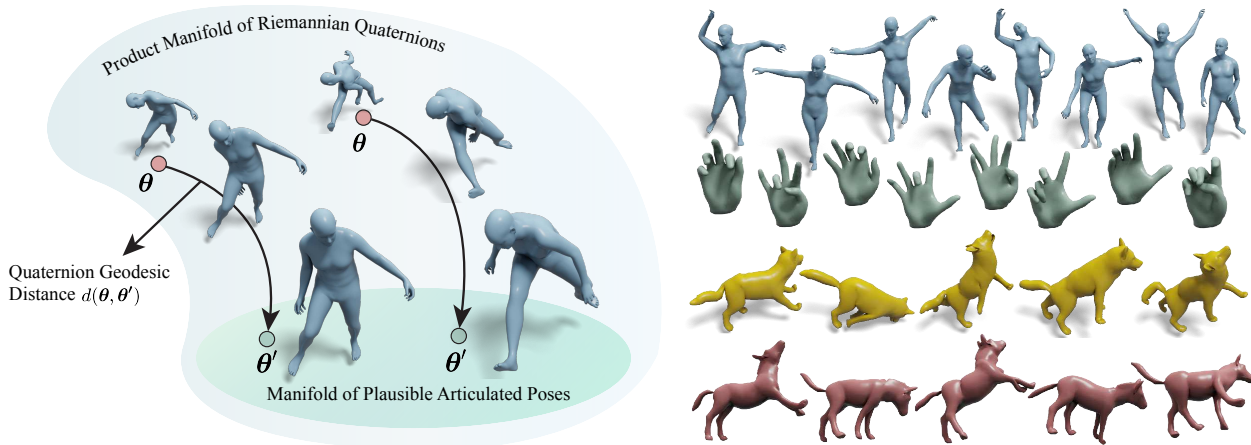 Product Manifold of Riemannian Quaternions
θ
θ
Quaternion Geodesic
Distance d(θ, θ′)
θ′
θ′
Manifold of Plausible Articulated Poses